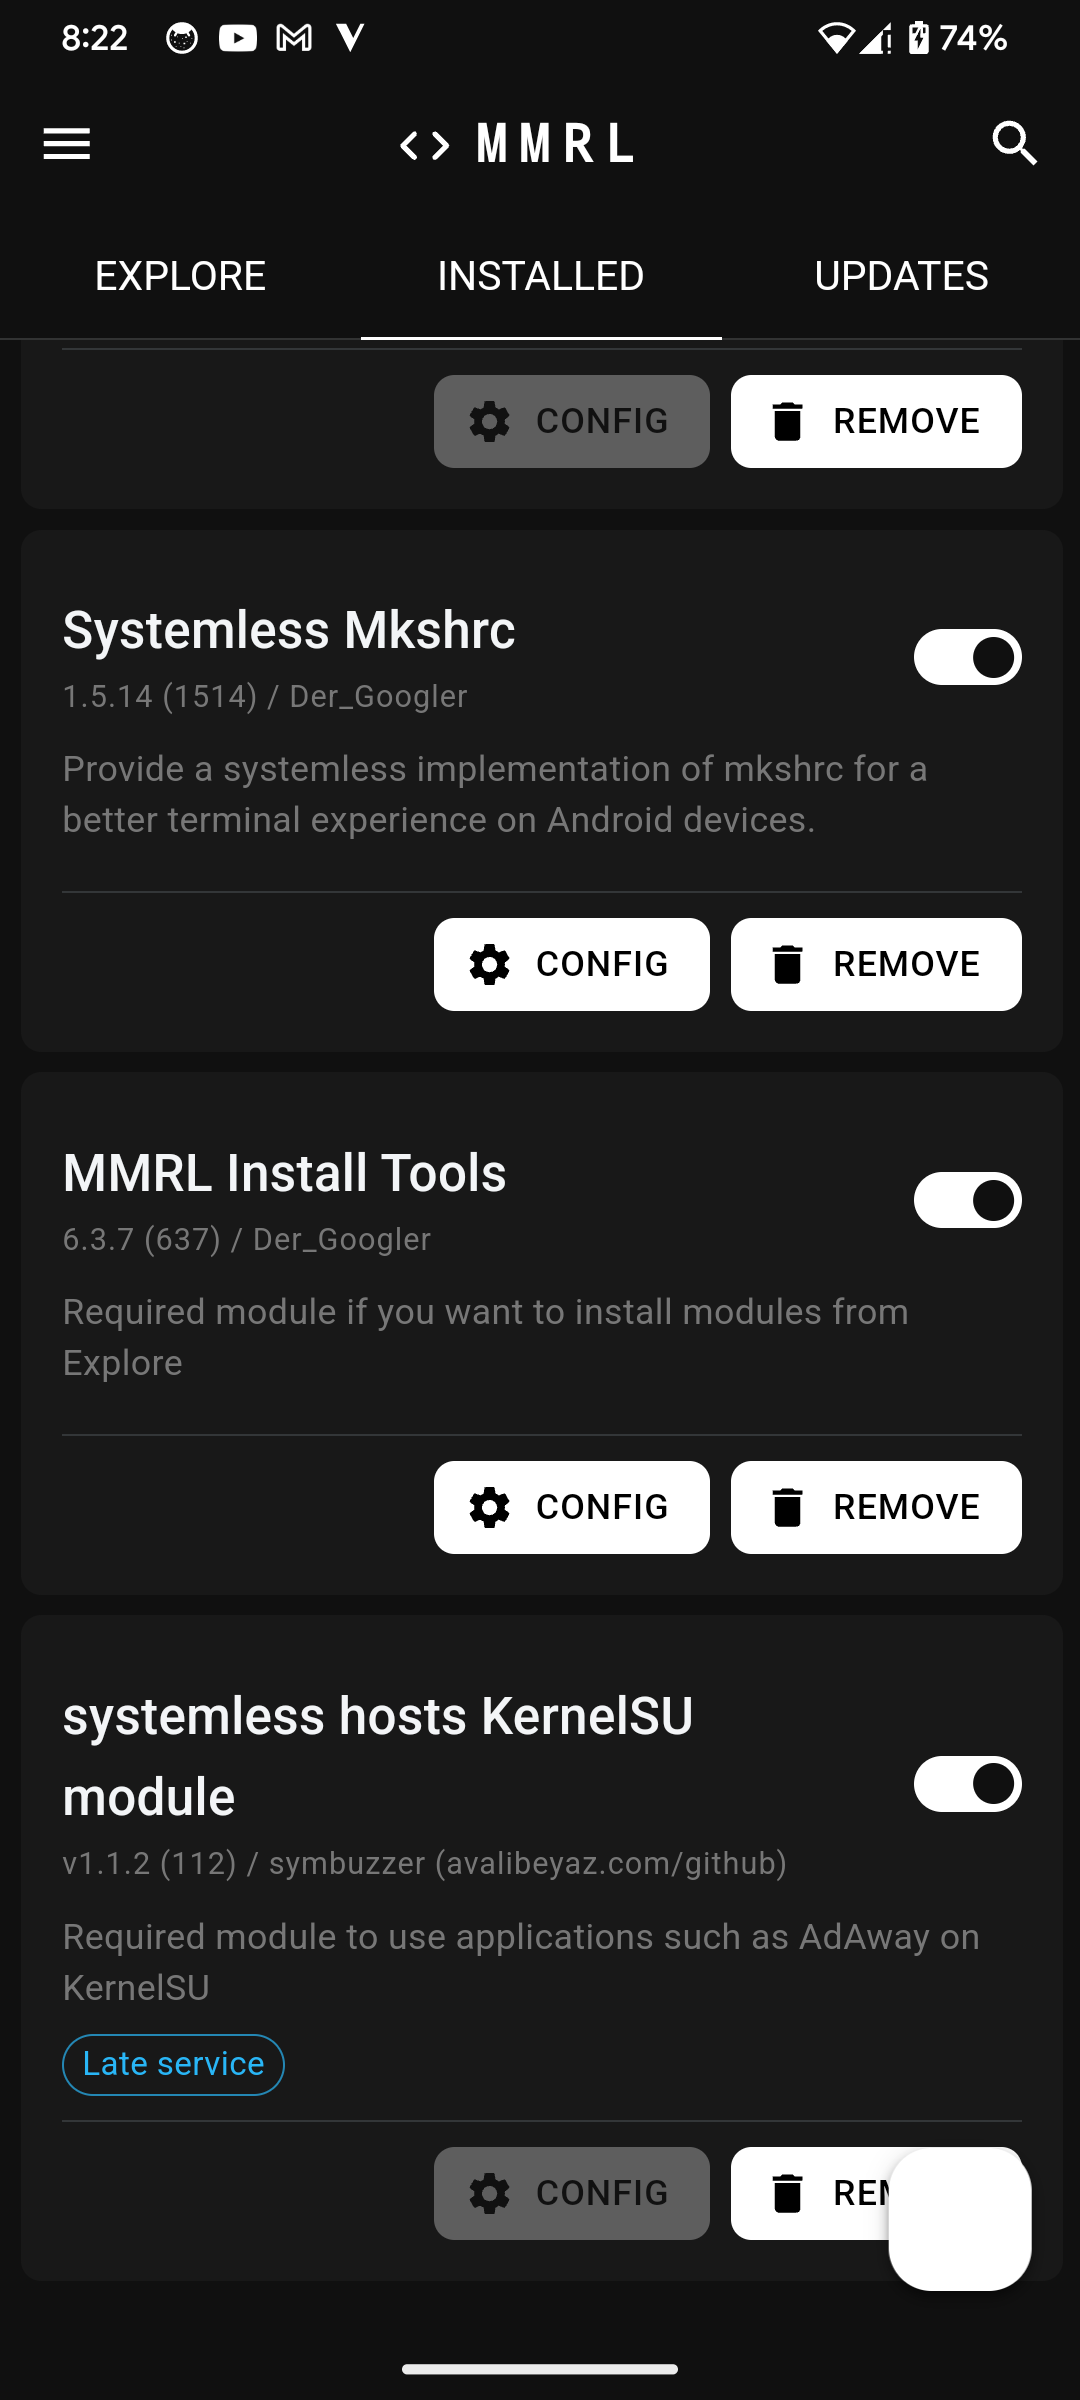 8:22 74%
<> MMRL
EXPLORE INSTALLED UPDATES
CONFIG REMOVE
Systemless Mkshrc
1.5.14 (1514) / Der_Googler
Provide a systemless implementation of mkshrc for a
better terminal experience on Android devices.
CONFIG REMOVE
MMRL Install Tools
6.3.7 (637) / Der_Googler
Required module if you want to install modules from
Explore
CONFIG REMOVE
systemless hosts KernelSU
module
v1.1.2 (112) / symbuzzer (avalibeyaz.com/github)
Required module to use applications such as AdAway on
KernelSU
Late service
CONFIG